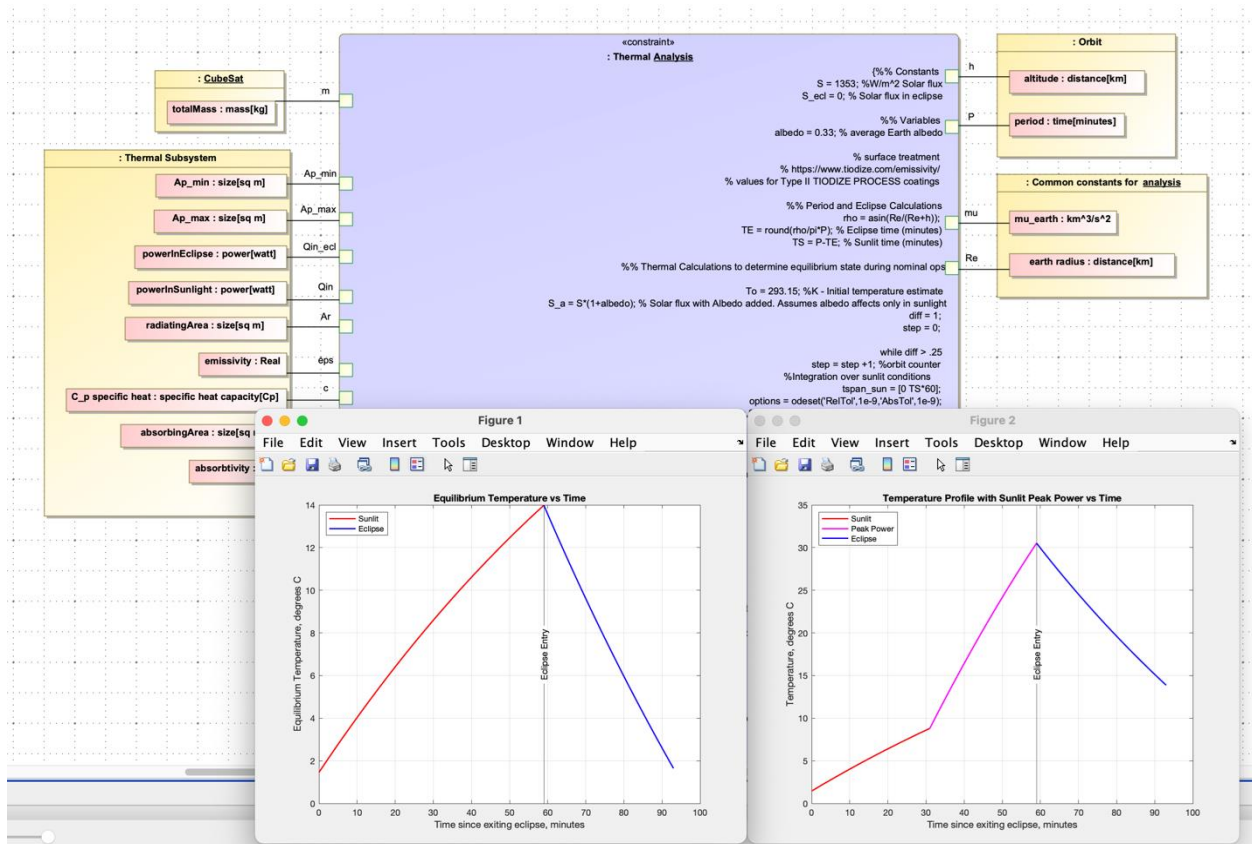 «constraint»
: Thermal Analysis
: CubeSat
totalMass : mass[kg]
m
: Thermal Subsystem
Ap_min : size[sq m]
Ap_min
Ap_max : size[sq m]
Ap_max
powerInEclipse : power[watt]
Qin_ecl
powerInSunlight : power[watt]
Qin
radiatingArea : size[sq m]
Ar
emissivity : Real
eps
C_p specific heat : specific heat capacity[Cp]
c
absorbingArea : size[sq
absorbtivity :
{%% Constants
S = 1353; %W/m^2 Solar flux
S_ecl = 0; % Solar flux in eclipse
%% Variables
albedo = 0.33; % average Earth albedo
% surface treatment
% https://www.tiodize.com/emissivity/
% values for Type II TIODIZE PROCESS coatings
%% Period and Eclipse Calculations
rho = asin(Re/(Re+h));
TE = round(rho/pi*P); % Eclipse time (minutes)
TS = P-TE; % Sunlit time (minutes)
%% Thermal Calculations to determine equilibrium state during nominal ops
To = 293.15; %K - Initial temperature estimate
S_a = S*(1+albedo); % Solar flux with Albedo added. Assumes albedo affects only in sunlight
diff = 1;
step = 0;
while diff > .25
step = step +1; %orbit counter
%Integration over sunlit conditions
tspan_sun = [0 TS*60];
options = odeset('RelTol',1e-9,'AbsTol',1e-9);
h
P
mu
Re
: Orbit
altitude : distance[km]
period : time[minutes]
: Common constants for analysis
mu_earth : km^3/s^2
earth radius : distance[km]
Figure 1
File Edit View Insert Tools Desktop Window Help
Equilibrium Temperature vs Time
Sunlit
Eclipse
Equilibrium Temperature, degrees C
14
12
10
8
6
4
2
0
Eclipse Entry
0 10 20 30 40 50 60 70 80 90 100
Time since exiting eclipse, minutes
Figure 2
File Edit View Insert Tools Desktop Window Help
Temperature Profile with Sunlit Peak Power vs Time
Sunlit
Peak Power
Eclipse
Temperature, degrees C
35
30
25
20
15
10
5
0
Eclipse Entry
0 10 20 30 40 50 60 70 80 90 100
Time since exiting eclipse, minutes